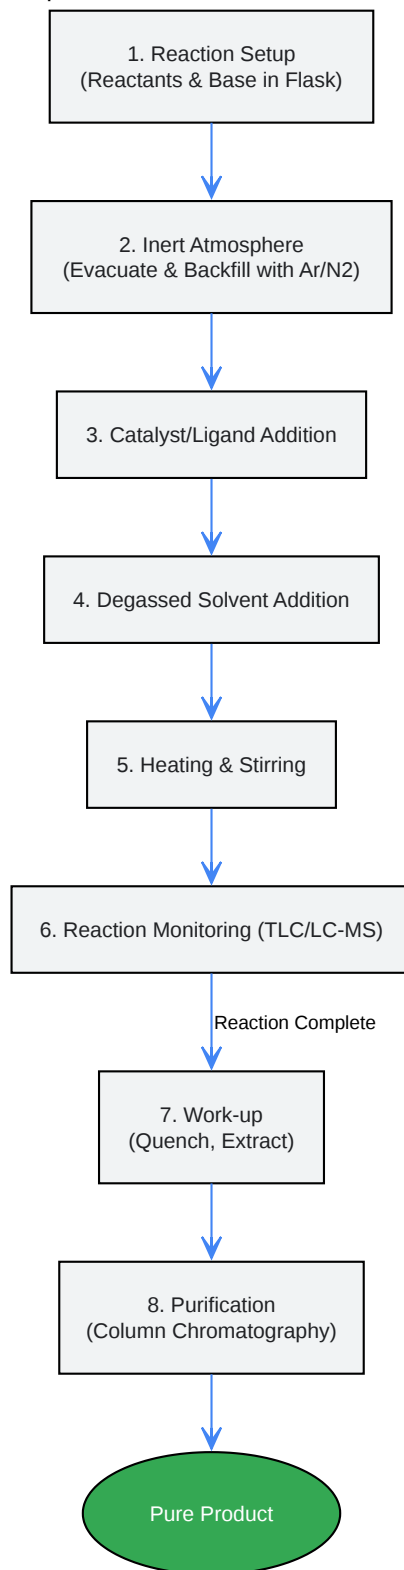 1. Reaction Setup
(Reactants & Base in Flask)
2. Inert Atmosphere
(Evacuate & Backfill with Ar/N2)
3. Catalyst/Ligand Addition
4. Degassed Solvent Addition
5. Heating & Stirring
6. Reaction Monitoring (TLC/LC-MS)
Reaction Complete
7. Work-up
(Quench, Extract)
8. Purification
(Column Chromatography)
Pure Product